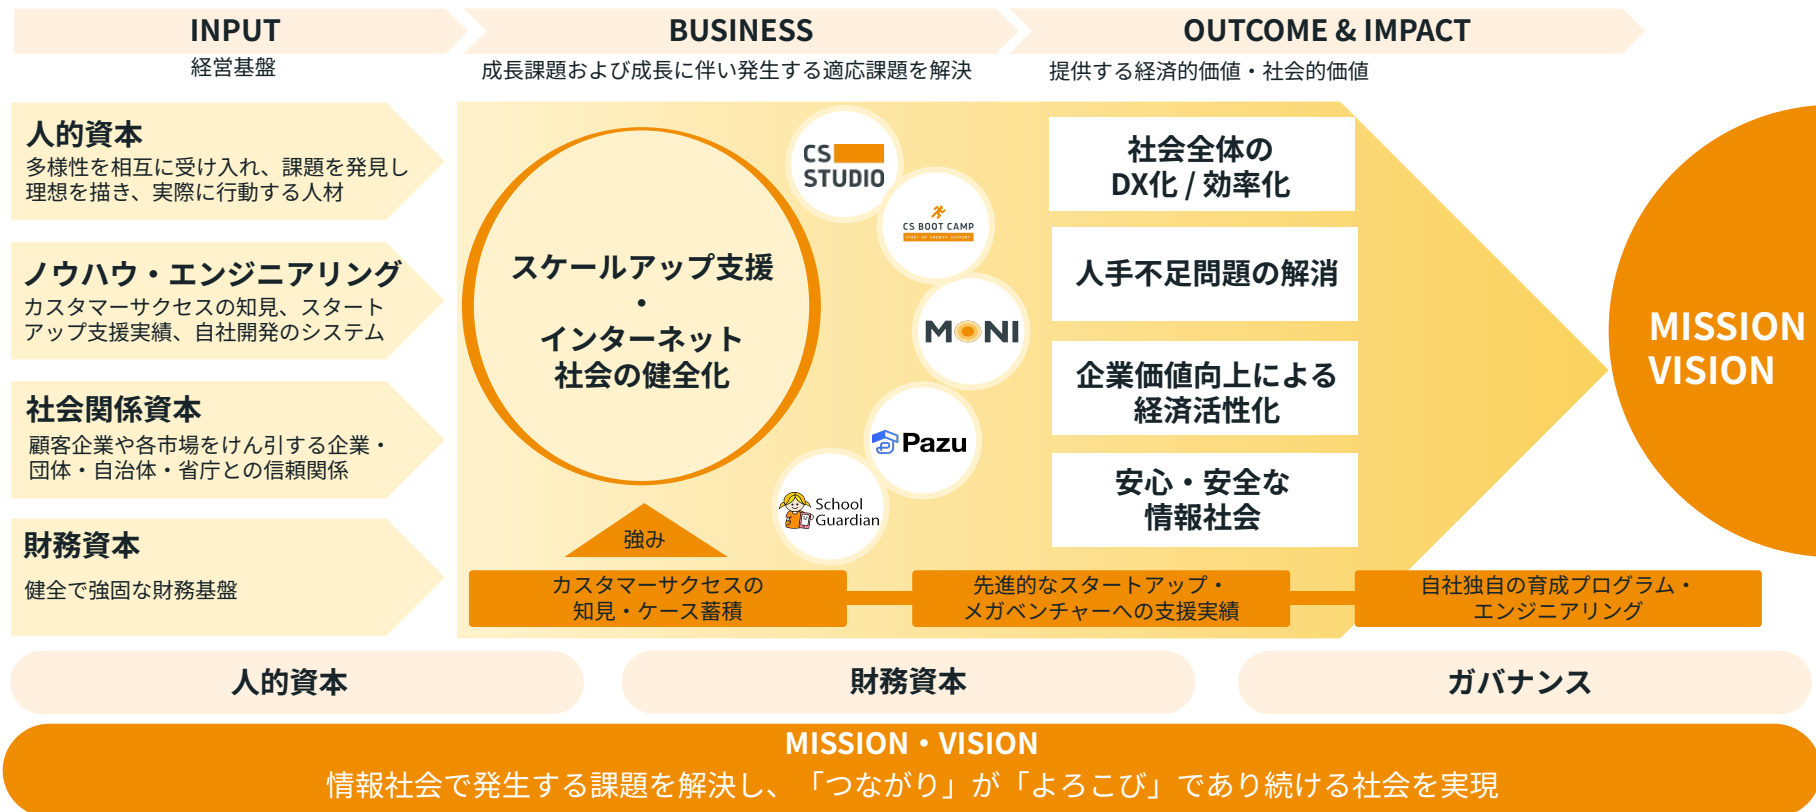 INPUT
経営基盤
BUSINESS
成長課題および成長に伴い発生する適応課題を解決
OUTCOME & IMPACT
提供する経済的価値・社会的価値
人的資本
多様性を相互に受け入れ、課題を発見し
理想を描き、実際に行動する人材
ノウハウ・エンジニアリング
カスタマーサクセスの知見、スタート
アップ支援実績、自社開発のシステム
社会関係資本
顧客企業や各市場をけん引する企業・
団体・自治体・省庁との信頼関係
財務資本
健全で強固な財務基盤
スケールアップ支援
・
インターネット
社会の健全化
CS
STUDIO
CS BOOT CAMP
START-UP GROWTH SUPPORT
MONI
Pazu
School
Guardian
社会全体の
DX化 / 効率化
人手不足問題の解消
企業価値向上による
経済活性化
安心・安全な
情報社会
MISSION
VISION
強み
カスタマーサクセスの
知見・ケース蓄積
先進的なスタートアップ・
メガベンチャーへの支援実績
自社独自の育成プログラム・
エンジニアリング
人的資本
財務資本
ガバナンス
MISSION・VISION
情報社会で発生する課題を解決し、「つながり」が「よろこび」であり続ける社会を実現